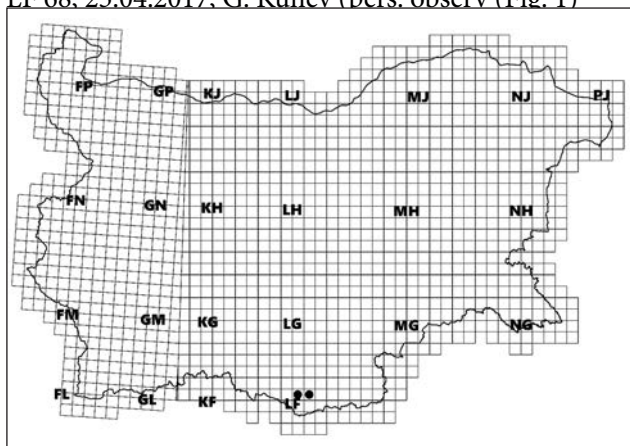 LF 68, 25.04.2017, G. Kunev (pers. observ (Fig. 1)
FP GP KJ LJ MJ NJ PJ
FN GN KH LH MH NH
FM GM KG LG MG NG
FL GL KF LF